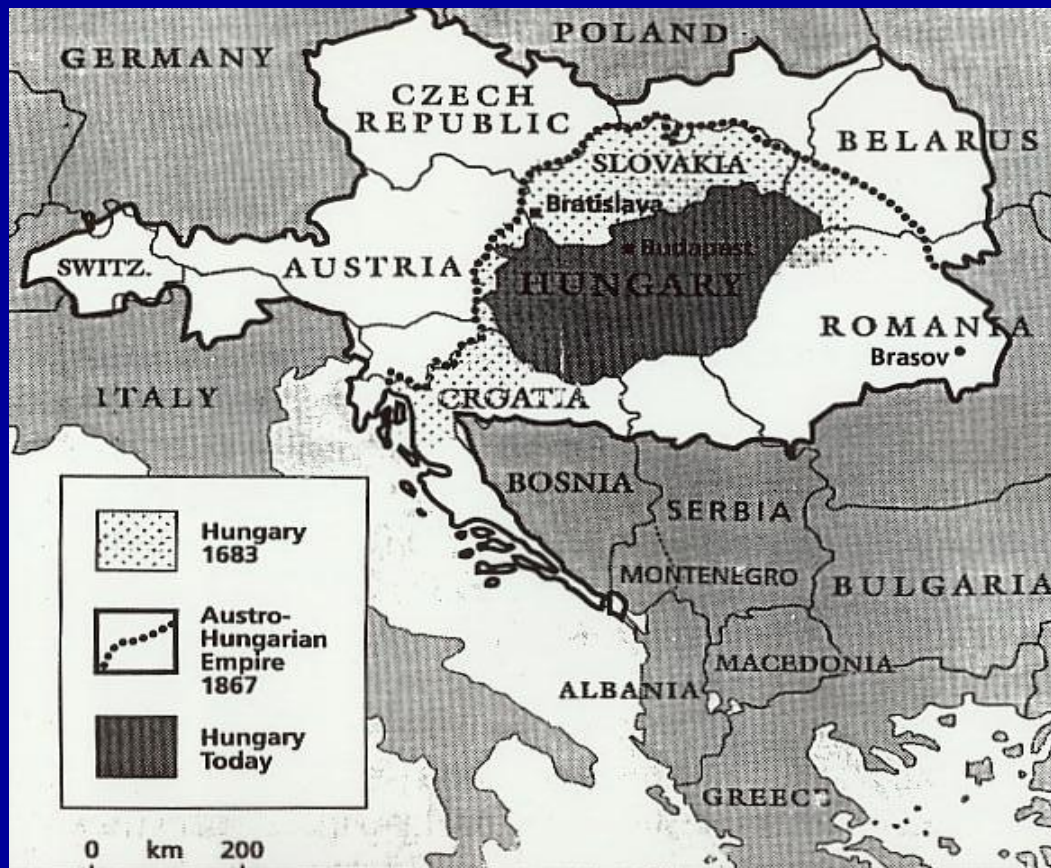 POLAND
GERMANY
CZECH
REPUBLIC
BELARUS
SLOVAKIA
Bratislava
Budapast
SWITZ.
AUSTRIA
HUNGARY
ROMANIA
Brasov
ITALY
CROATIA
BOSNIA
SERBIA
MONTENEGRO
BULGARIA
MACEDONIA
ALBANIA
GREECE
Hungary
1683
Austro-
Hungarian
Empire
1867
Hungary
Today
0 km 200